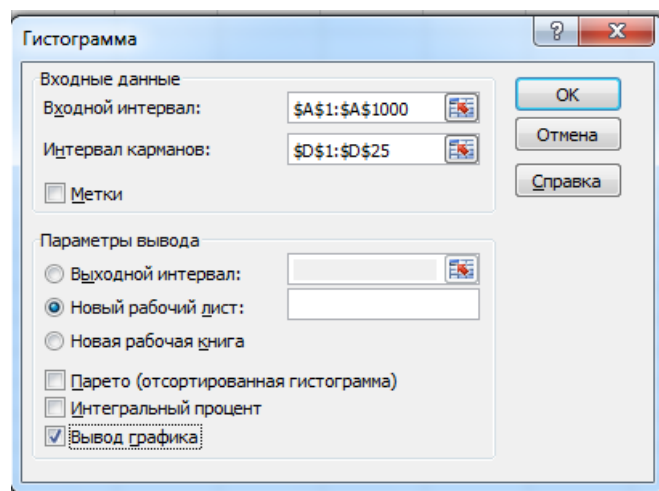 Гистограмма
Входные данные
Входной интервал: $A$1:$A$1000
Интервал карманов: $D$1:$D$25
Метки
OK
Отмена
Справка
Параметры вывода
Выходной интервал:
Новый рабочий лист:
Новая рабочая книга
Парето (отсортированная гистограмма)
Интегральный процент
Вывод графика